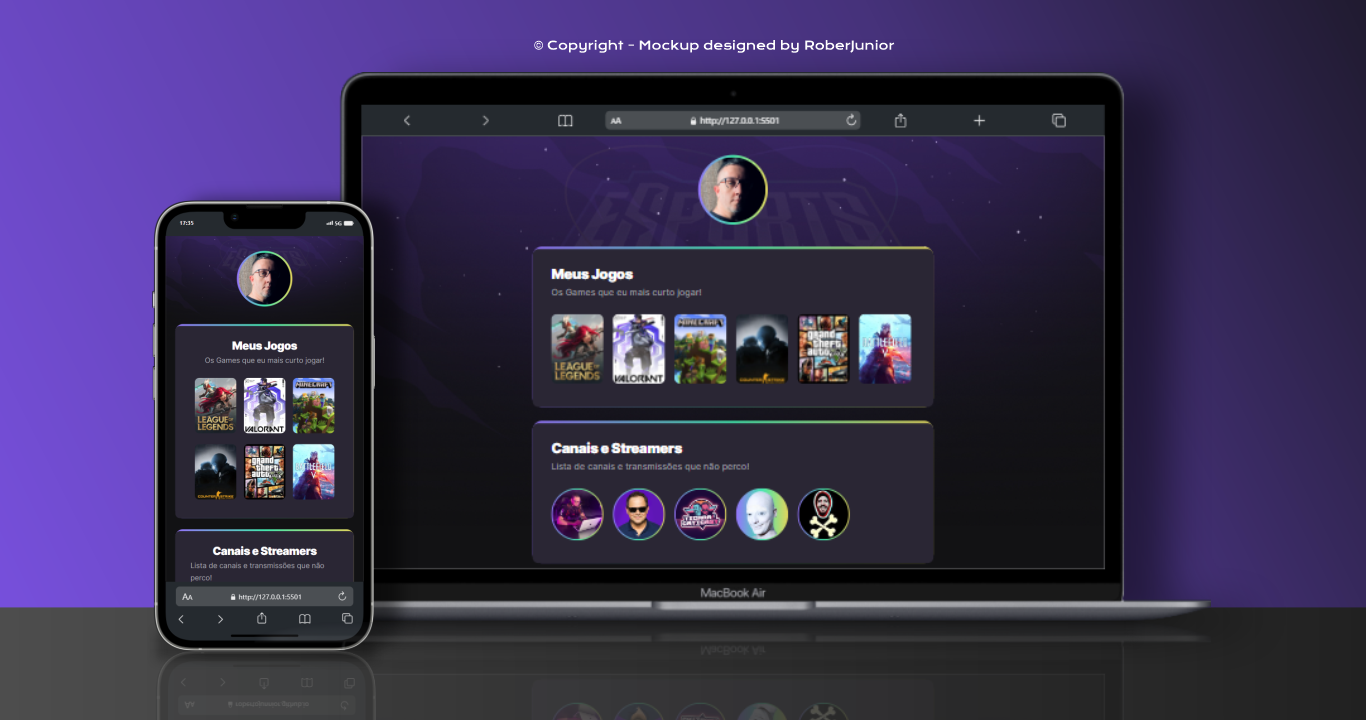 © Copyright - Mockup designed by RoberJunior
AA http://127.0.0.1:5501
ESPORTS
Meus Jogos
Os Games que eu mais curto jogar!
LEAGUE OF
LEGENDS
VALORANT
MINECRAFT
COUNTER STRIKE
grand
theft
auto
BATTLEFIELD
V
Canais e Streamers
Lista de canais e transmissões que não perco!
MacBook Air
17:35
5G
Meus Jogos
Os Games que eu mais curto jogar!
LEAGUE OF
LEGENDS
VALORANT
MINECRAFT
COUNTER STRIKE
grand
theft
auto
BATTLEFIELD
V
Canais e Streamers
Lista de canais e transmissões que não
perco!
AA http://127.0.0.1:5501